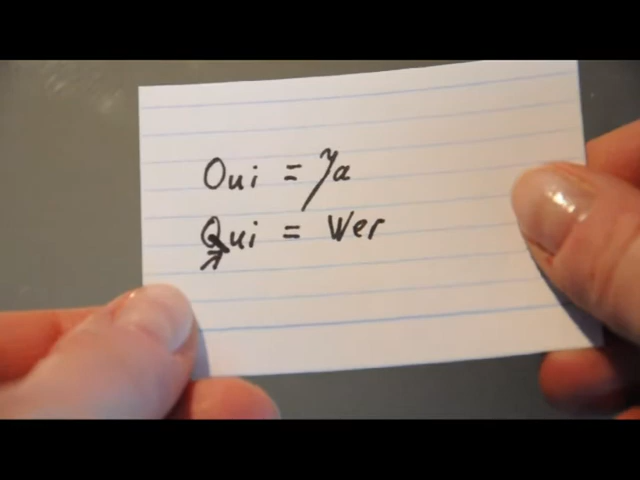 Oui = Ja
Qui = Wer